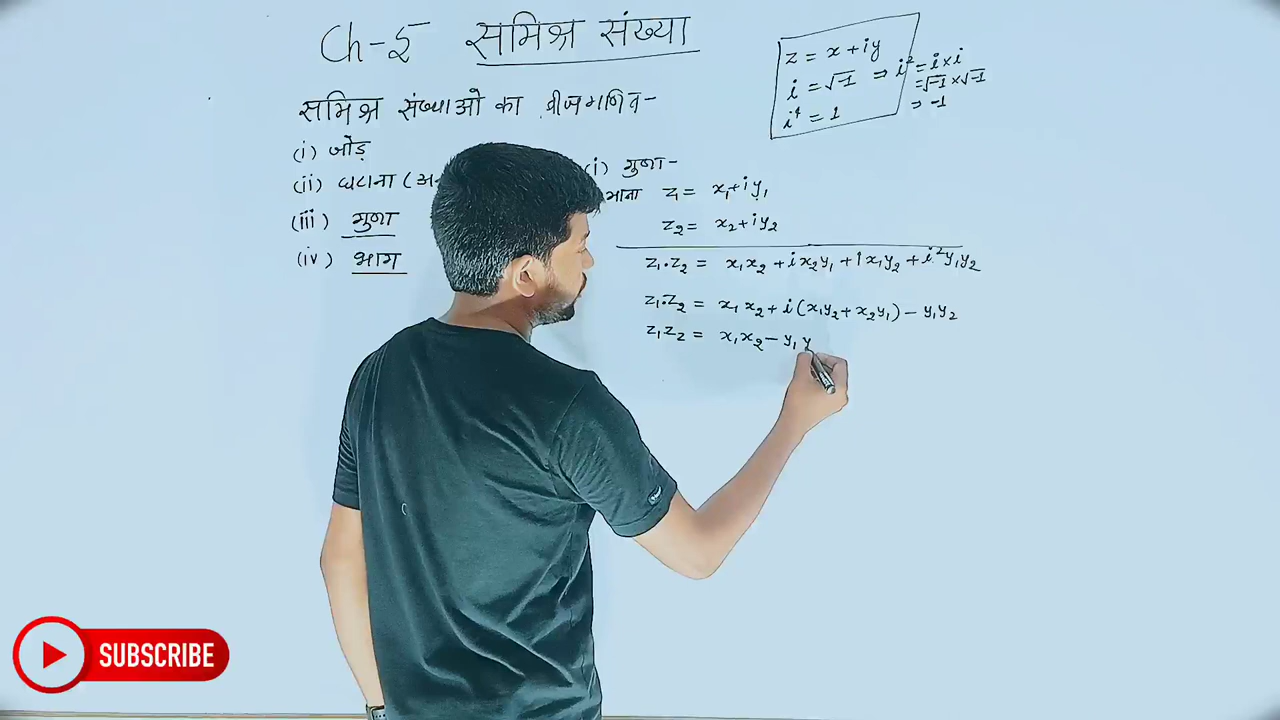 Ch-5 समिश्र संख्या
z = x + iy
i = √-1 ⇒ i² = i × i
= √-1 × √-1
i⁴ = 1 ⇒ -1
समिश्र संख्याओ का बीजगणित -
(i) जोड़
(ii) घटाना (
(iii) गुणा
(iv) भाग
(i) गुणा -
माना z₁ = x₁ + iy₁
z₂ = x₂ + iy₂
z₁.z₂ = x₁x₂ + ix₂y₁ + ix₁y₂ + i²y₁y₂
z₁.z₂ = x₁x₂ + i(x₁y₂ + x₂y₁) - y₁y₂
z₁z₂ = x₁x₂ - y₁y
SUBSCRIBE